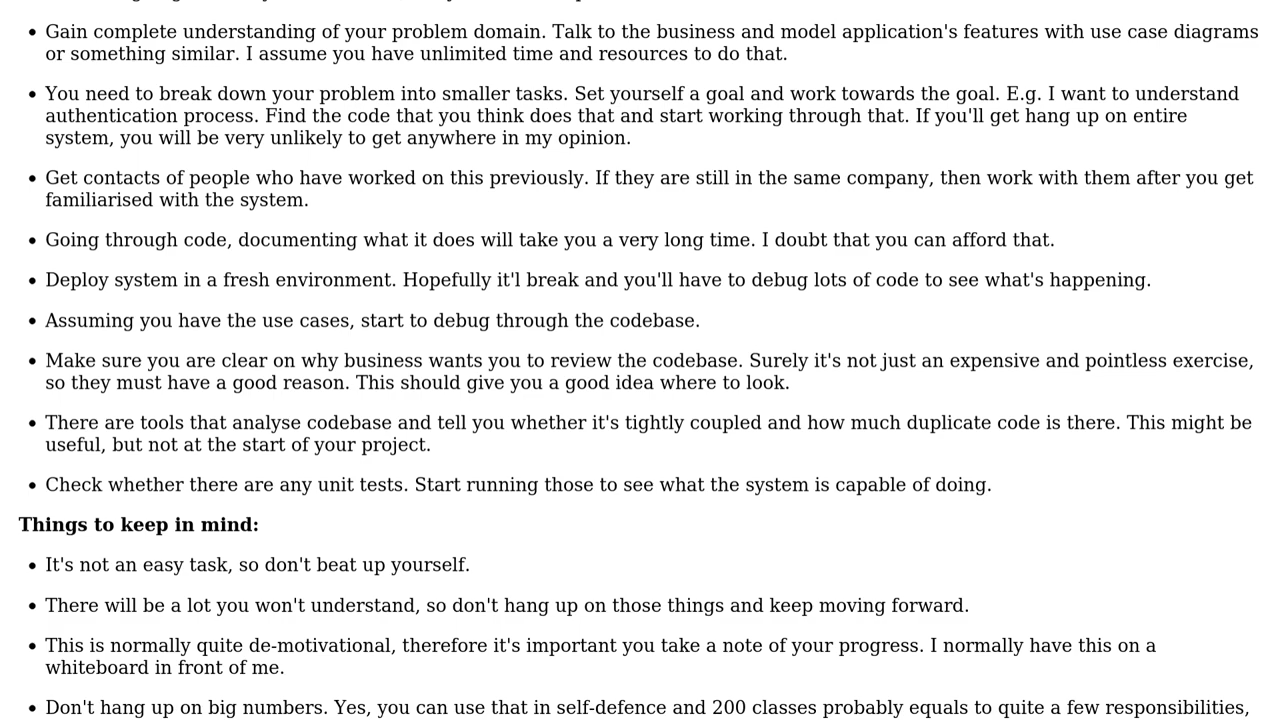 • Gain complete understanding of your problem domain. Talk to the business and model application's features with use case diagrams
or something similar. I assume you have unlimited time and resources to do that.
• You need to break down your problem into smaller tasks. Set yourself a goal and work towards the goal. E.g. I want to understand
authentication process. Find the code that you think does that and start working through that. If you'll get hang up on entire
system, you will be very unlikely to get anywhere in my opinion.
• Get contacts of people who have worked on this previously. If they are still in the same company, then work with them after you get
familiarised with the system.
• Going through code, documenting what it does will take you a very long time. I doubt that you can afford that.
• Deploy system in a fresh environment. Hopefully it'l break and you'll have to debug lots of code to see what's happening.
• Assuming you have the use cases, start to debug through the codebase.
• Make sure you are clear on why business wants you to review the codebase. Surely it's not just an expensive and pointless exercise,
so they must have a good reason. This should give you a good idea where to look.
• There are tools that analyse codebase and tell you whether it's tightly coupled and how much duplicate code is there. This might be
useful, but not at the start of your project.
• Check whether there are any unit tests. Start running those to see what the system is capable of doing.
Things to keep in mind:
• It's not an easy task, so don't beat up yourself.
• There will be a lot you won't understand, so don't hang up on those things and keep moving forward.
• This is normally quite de-motivational, therefore it's important you take a note of your progress. I normally have this on a
whiteboard in front of me.
• Don't hang up on big numbers. Yes, you can use that in self-defence and 200 classes probably equals to quite a few responsibilities,